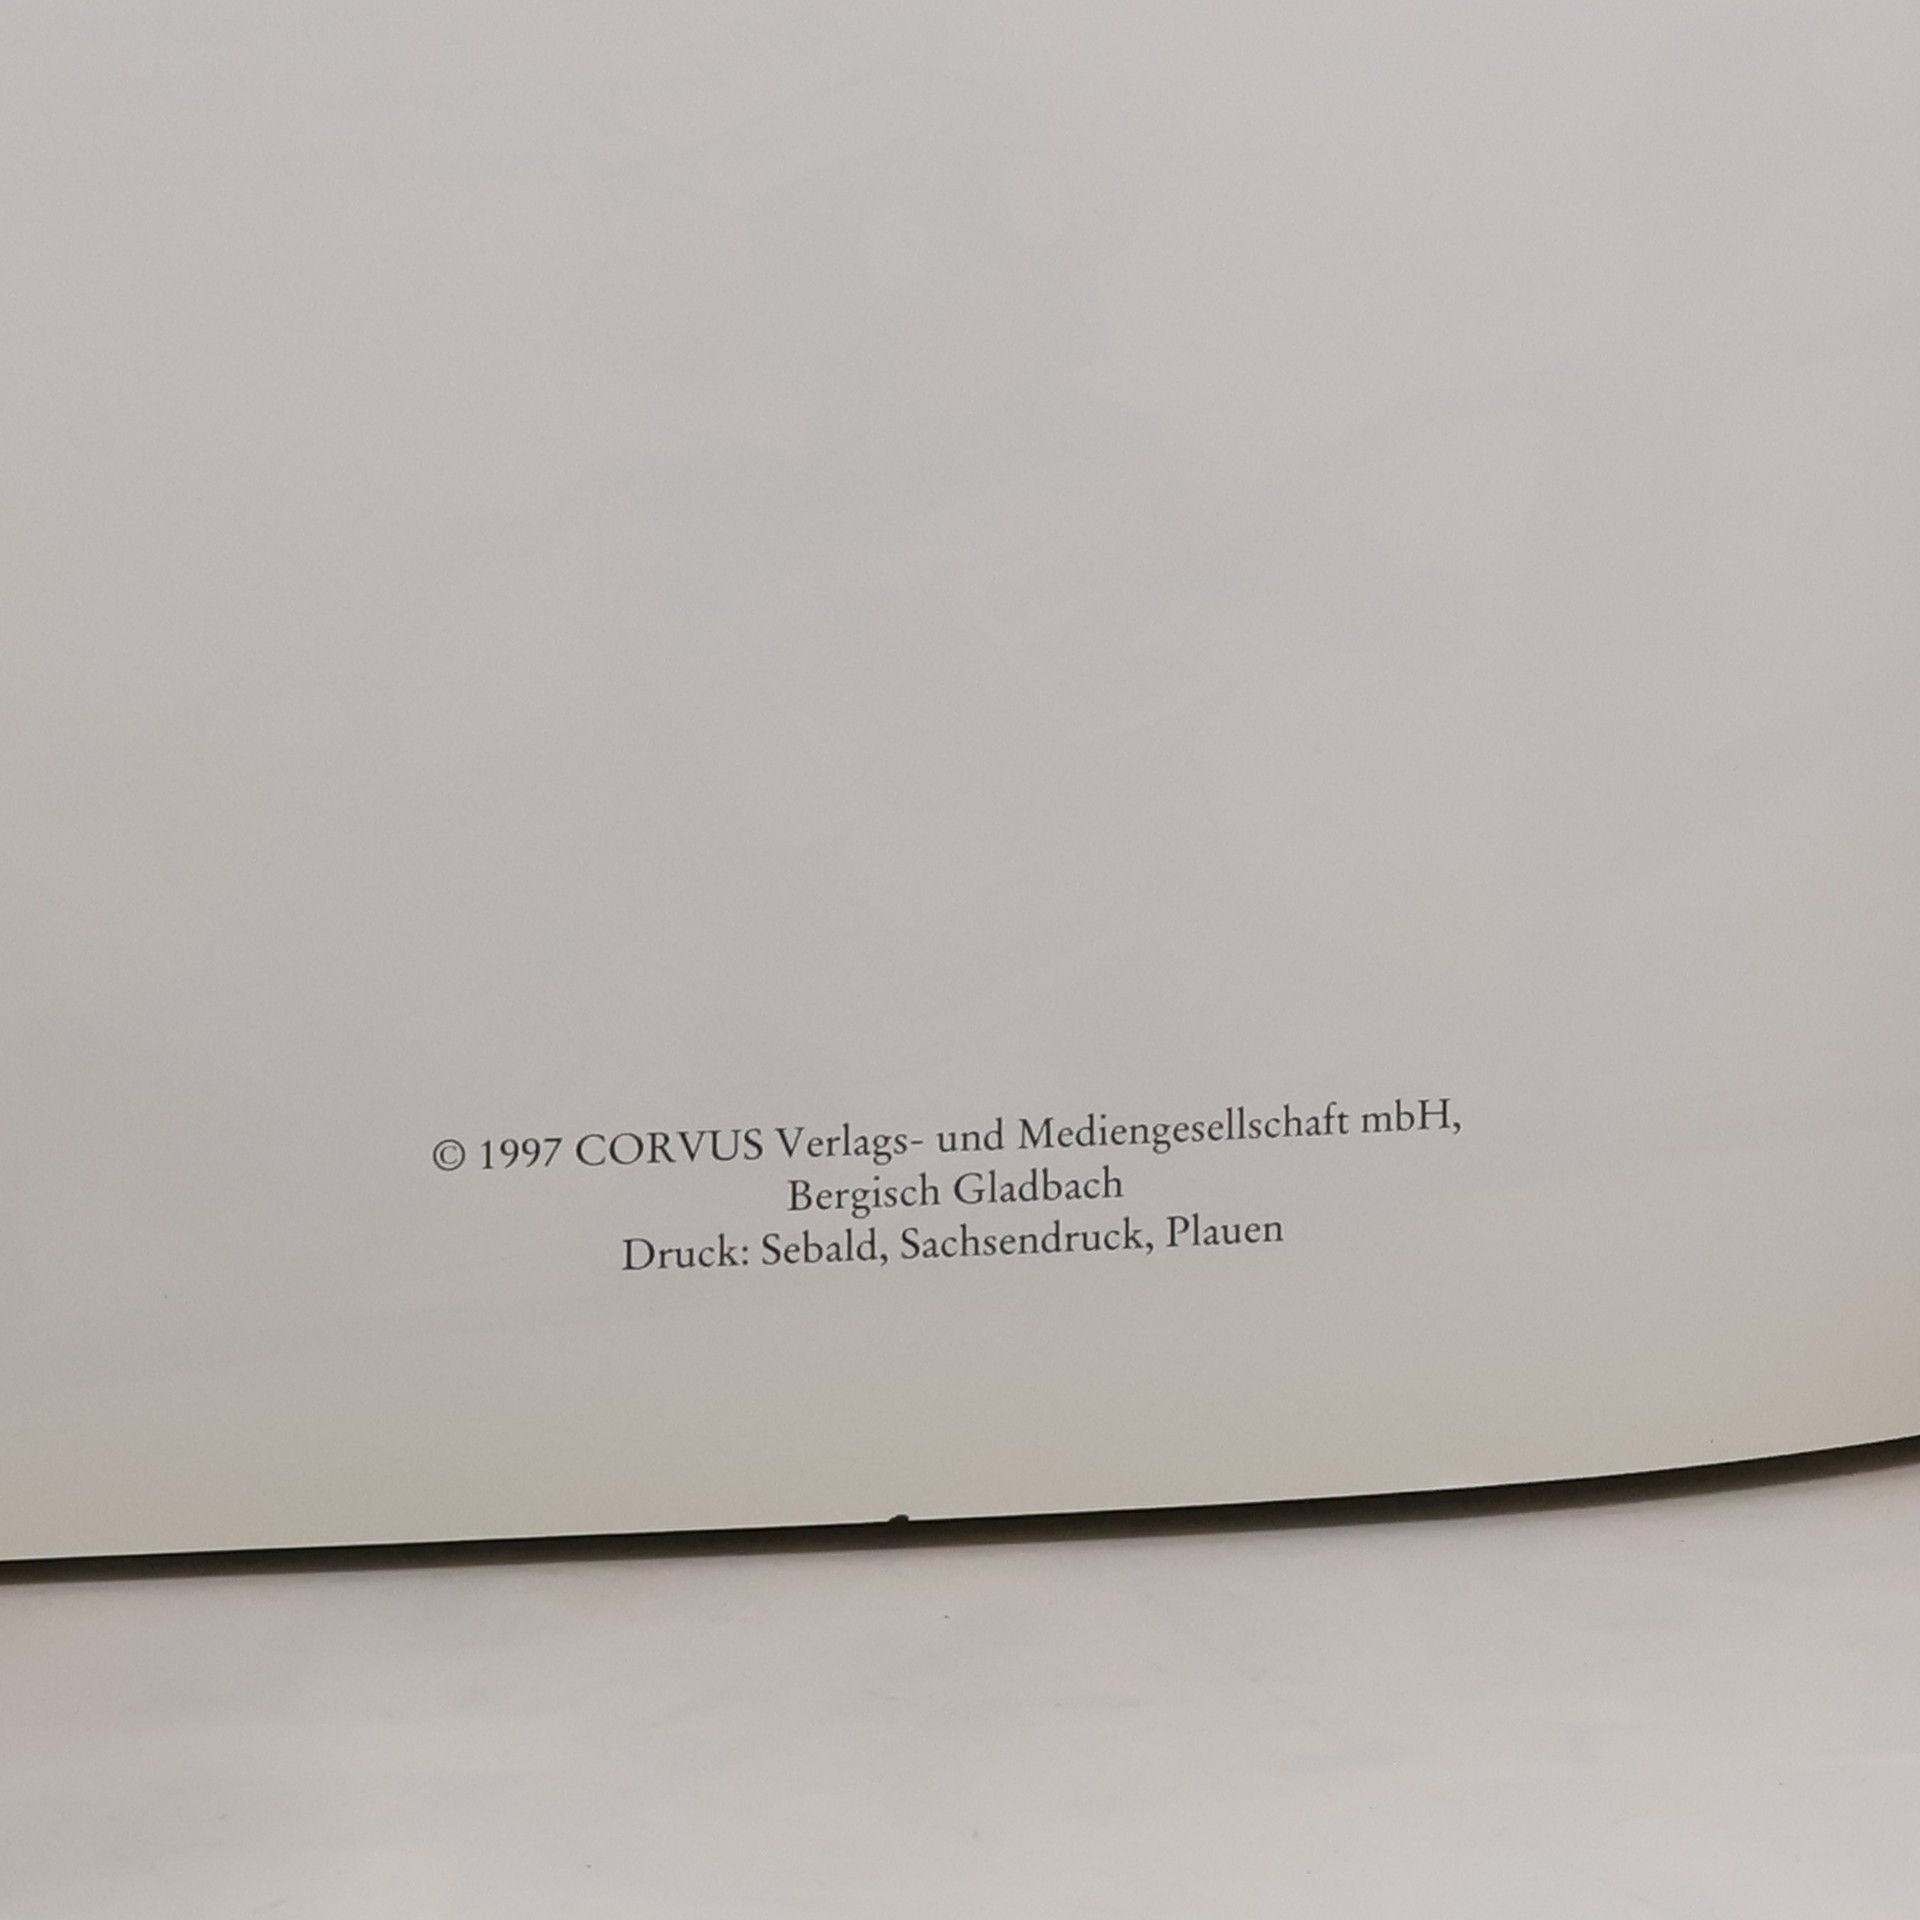 © 1997 CORVUS Verlags- und Mediengesellschaft mbH,
Bergisch Gladbach
Druck: Sebald, Sachsendruck, Plauen